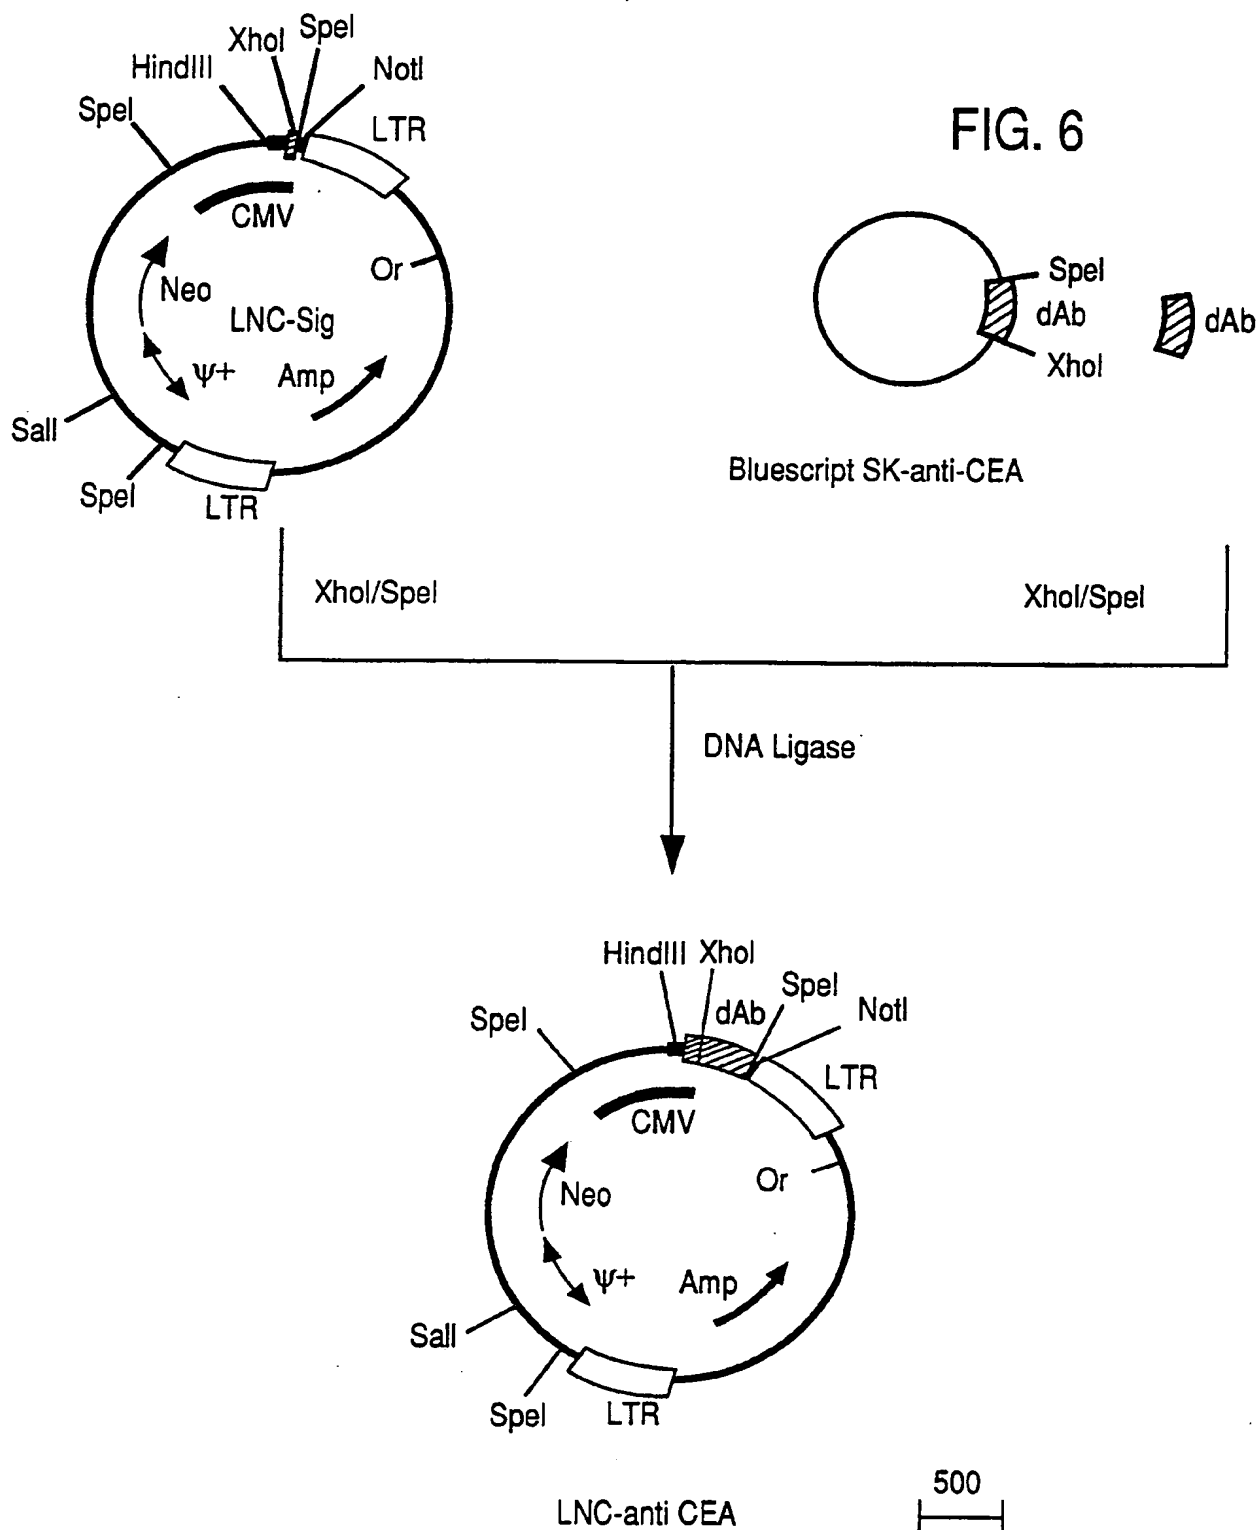 FIG. 6
SpeI
HindIII
XhoI
SpeI
NotI
LTR
CMV
Or
Neo
LNC-Sig
Ψ+
Amp
SalI
SpeI
LTR
SpeI
dAb
XhoI
dAb
Bluescript SK-anti-CEA
XhoI/SpeI
XhoI/SpeI
DNA Ligase
HindIII
XhoI
dAb
SpeI
NotI
SpeI
LTR
CMV
Or
Neo
Ψ+
Amp
SalI
SpeI
LTR
LNC-anti CEA
500